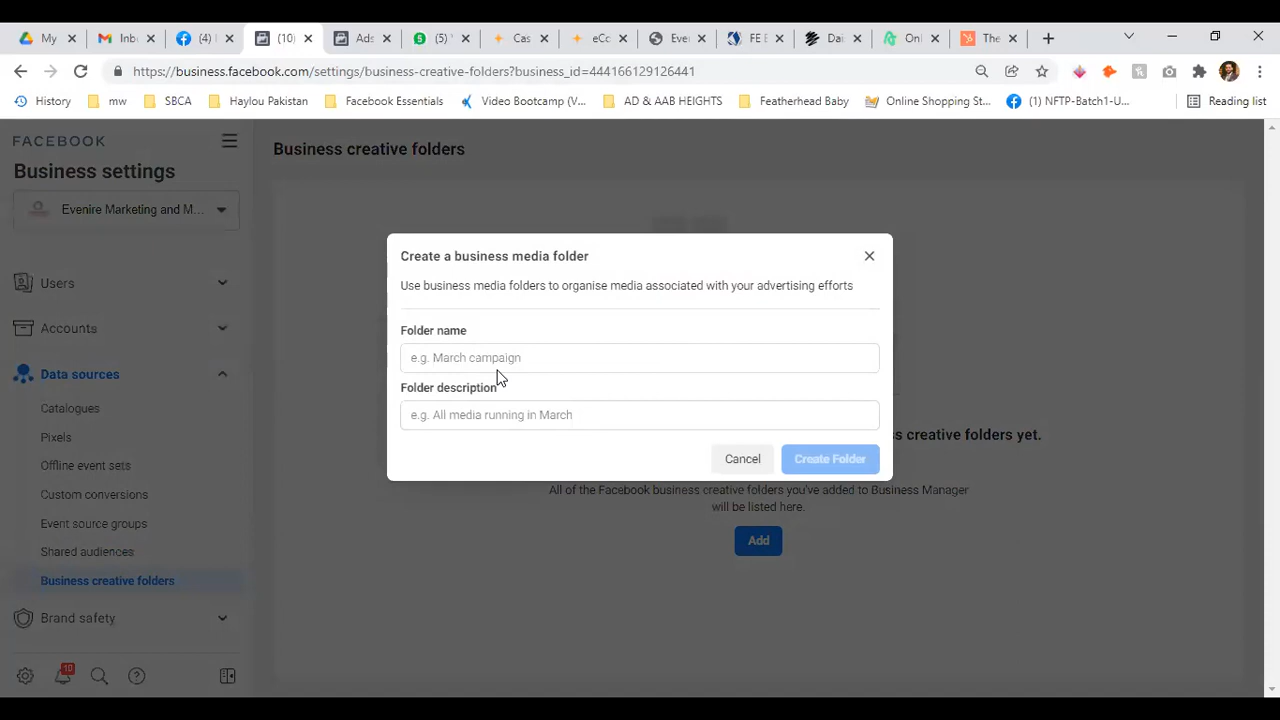 My
Inb
(4)
(10)
Ads
(5)
Cas
eCc
Eve
FE E
Dai
Onl
The
https://business.facebook.com/settings/business-creative-folders?business_id=444166129126441
History
mw
SBCA
Haylou Pakistan
Facebook Essentials
Video Bootcamp (V...
AD & AAB HEIGHTS
Featherhead Baby
Online Shopping St...
(1) NFTP-Batch1-U...
Reading list
FACEBOOK
Business settings
Evenire Marketing and M...
Users
Accounts
Data sources
Catalogues
Pixels
Offline event sets
Custom conversions
Event source groups
Shared audiences
Business creative folders
Brand safety
10
Business creative folders
Create a business media folder
Use business media folders to organise media associated with your advertising efforts
Folder name
e.g. March campaign
Folder description
e.g. All media running in March
Cancel
Create Folder
s creative folders yet.
All of the Facebook business creative folders you've added to Business Manager
will be listed here.
Add